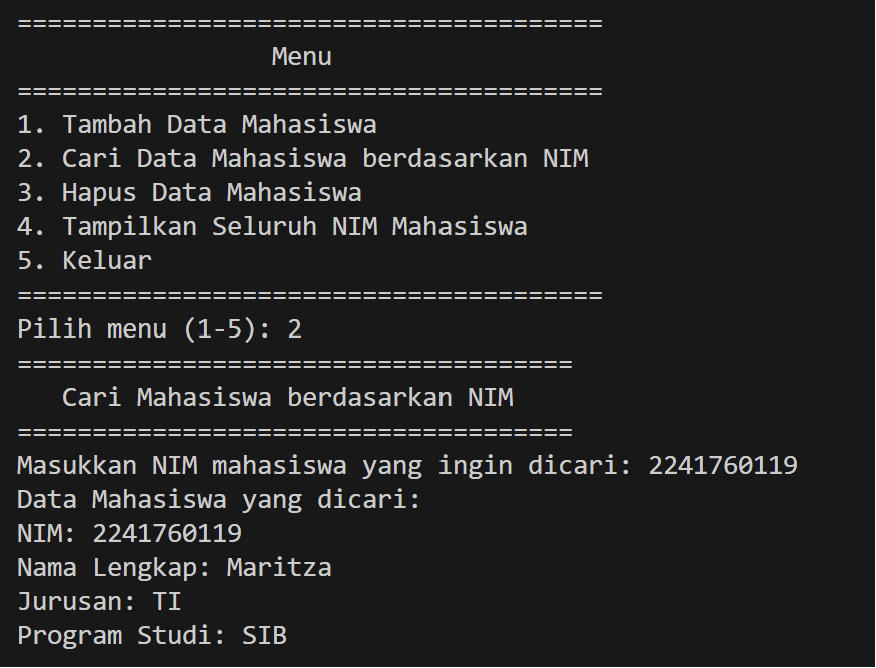 =======================================
Menu
=======================================
1. Tambah Data Mahasiswa
2. Cari Data Mahasiswa berdasarkan NIM
3. Hapus Data Mahasiswa
4. Tampilkan Seluruh NIM Mahasiswa
5. Keluar
=======================================
Pilih menu (1-5): 2
=====================================
Cari Mahasiswa berdasarkan NIM
=====================================
Masukkan NIM mahasiswa yang ingin dicari: 2241760119
Data Mahasiswa yang dicari:
NIM: 2241760119
Nama Lengkap: Maritza
Jurusan: TI
Program Studi: SIB